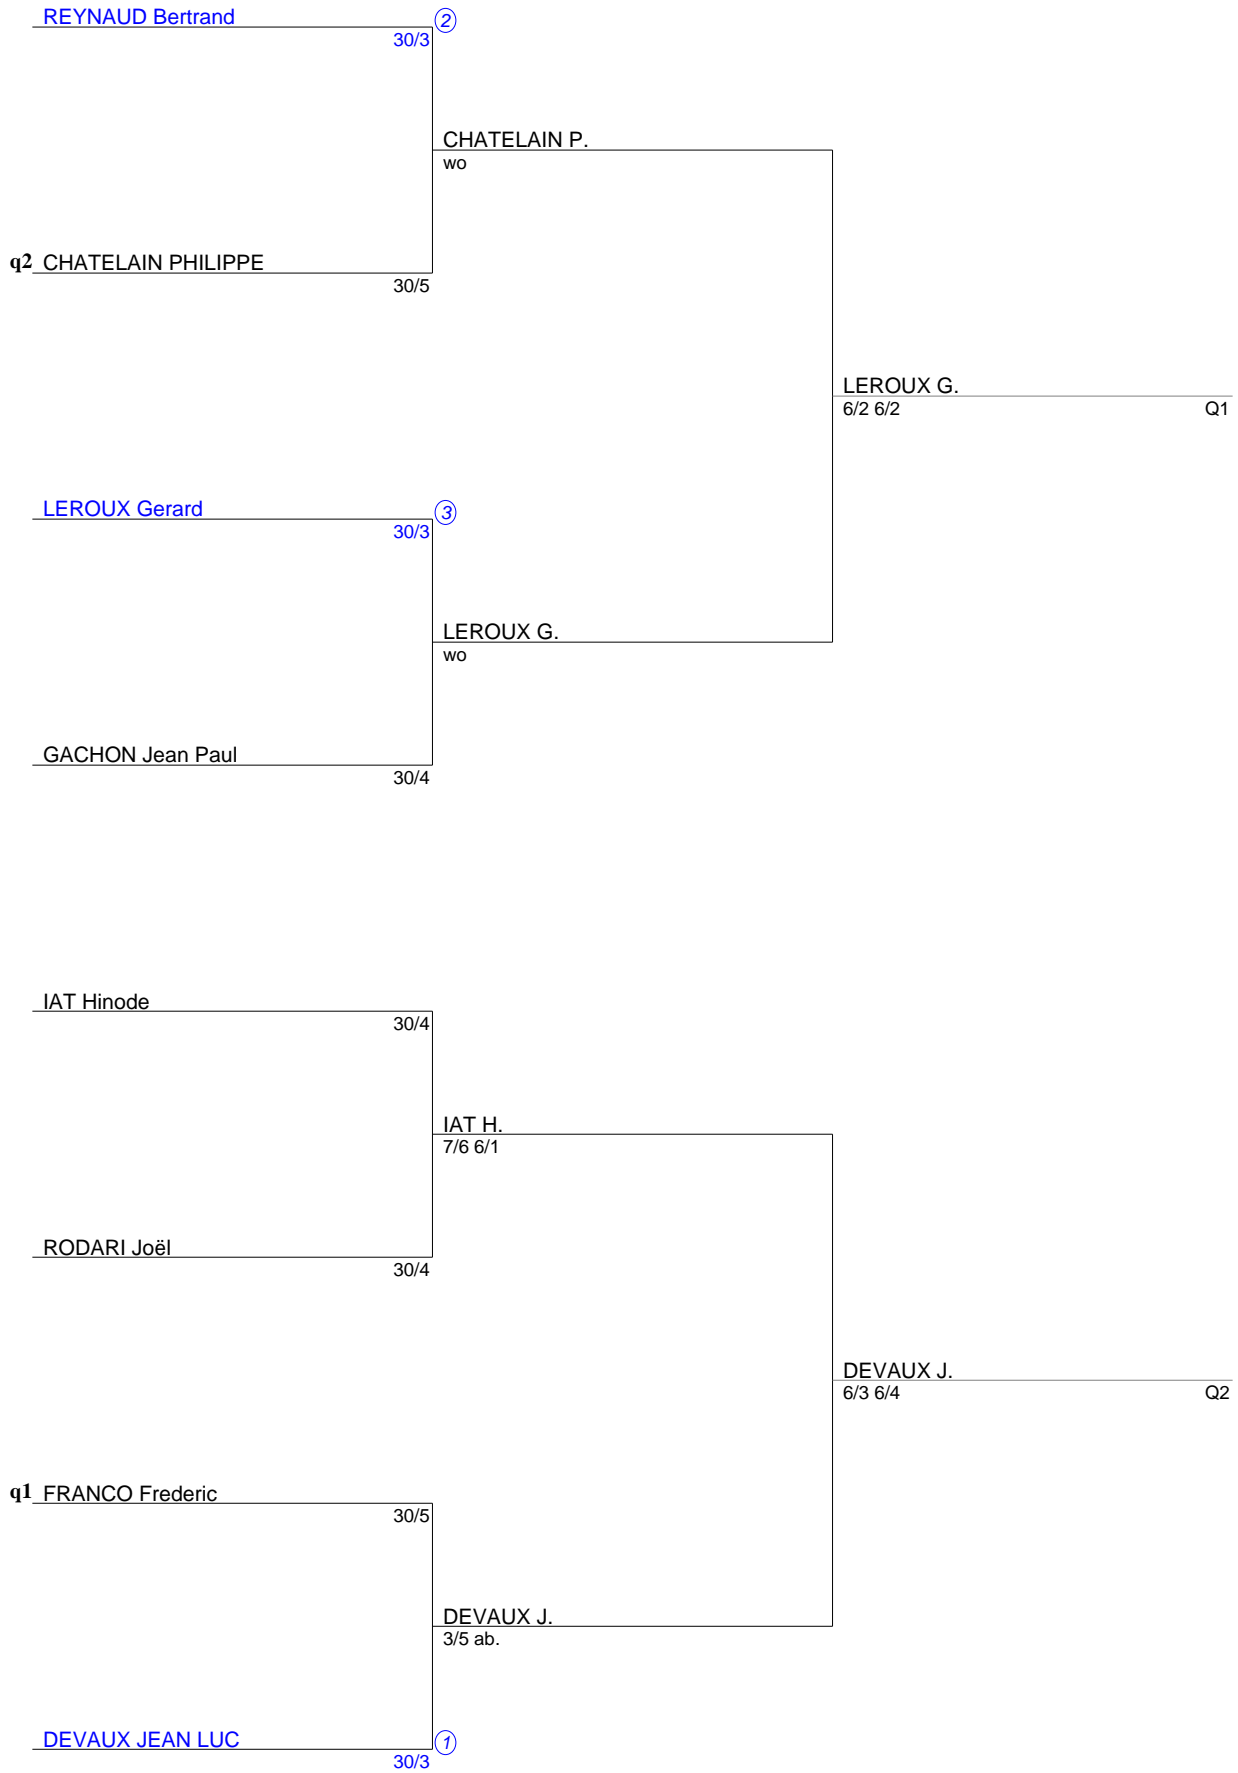 REYNAUD Bertrand
2
30/3
CHATELAIN P.
wo
q2 CHATELAIN PHILIPPE
30/5
LEROUX G.
6/2 6/2 Q1
LEROUX Gerard
3
30/3
LEROUX G.
wo
GACHON Jean Paul
30/4
IAT Hinode
30/4
IAT H.
7/6 6/1
RODARI Joël
30/4
DEVAUX J.
6/3 6/4 Q2
q1 FRANCO Frederic
30/5
DEVAUX J.
3/5 ab.
DEVAUX JEAN LUC
1
30/3